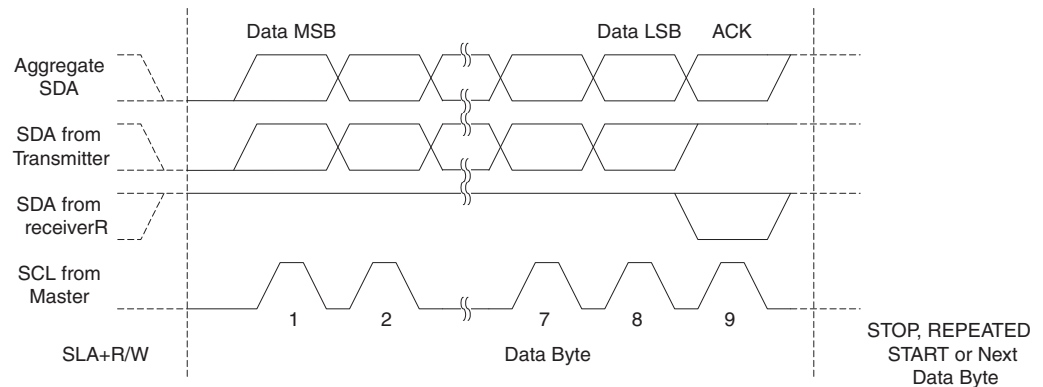 Data MSB Data LSB ACK
Aggregate
SDA
SDA from
Transmitter
SDA from
receiverR
SCL from
Master
1 2 7 8 9
SLA+R/W Data Byte
STOP, REPEATED
START or Next
Data Byte